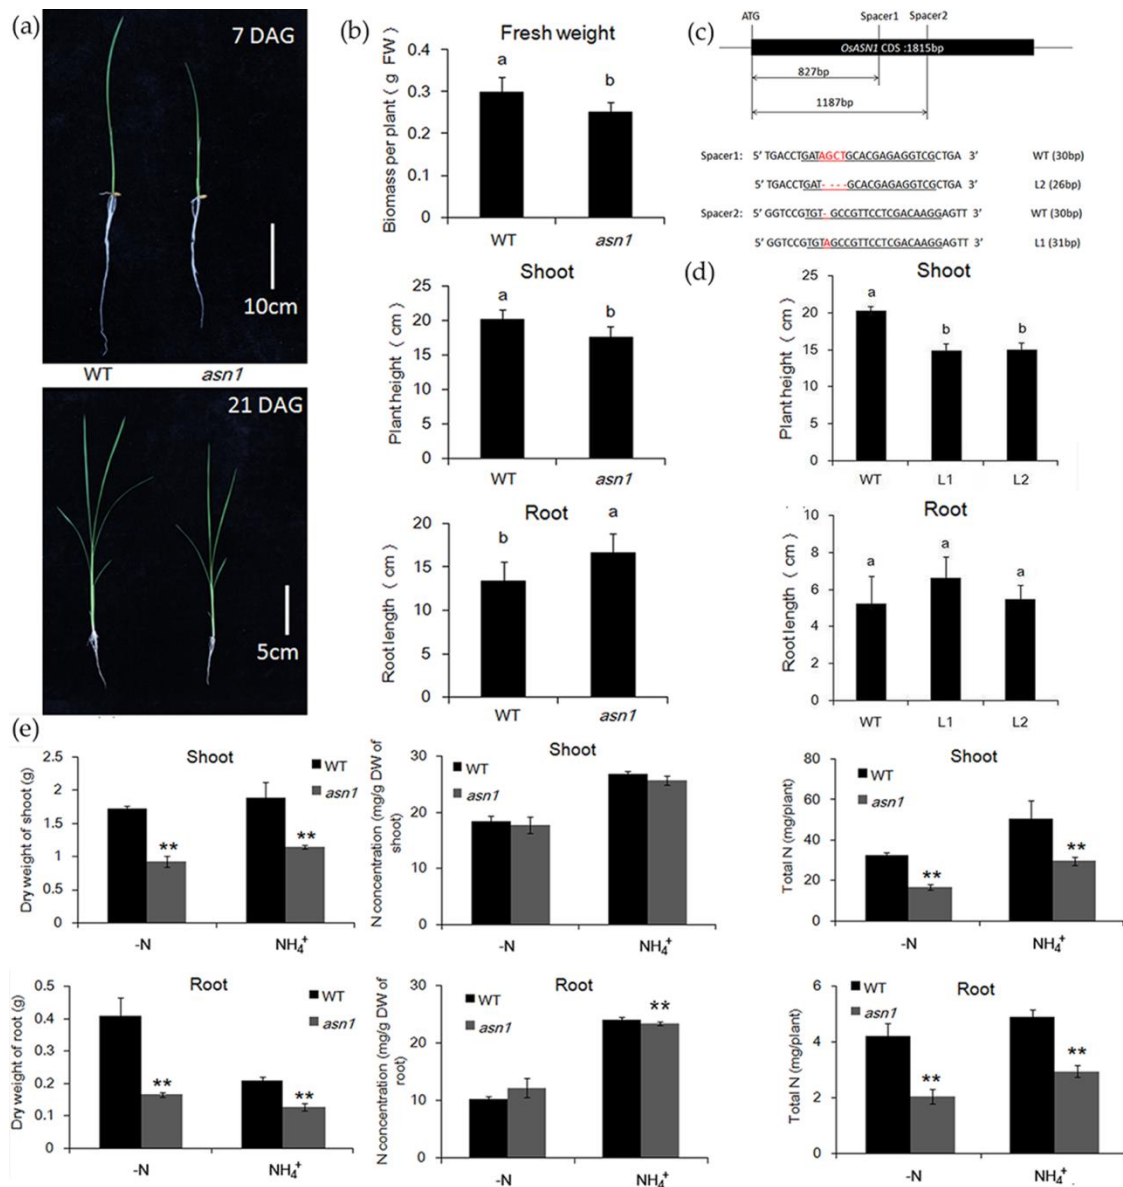 (a)
7 DAG
10cm
WT asn1
21 DAG
5cm
(b)
Fresh weight
Biomass per plant ( g FW)
0.4
0.3
0.2
0.1
0
a
b
WT asn1
Shoot
Plant height ( cm )
25
20
15
10
5
0
a
b
WT asn1
Root
Root length ( cm )
20
15
10
5
0
b
a
WT asn1
(c)
ATG Spacer1 Spacer2
OsASN1 CDS :1815bp
827bp
1187bp
Spacer1: 5' TGACCTGATAGCTGCACGAGAGGTCGCTGA 3' WT (30bp)
5' TGACCTGAT- - - -GCACGAGAGGTCGCTGA 3' L2 (26bp)
Spacer2: 5' GGTCCGTGT- GCCGTTCCTCGACAAGGAGTT 3' WT (30bp)
5' GGTCCGTGTAGCCGTTCCTCGACAAGGAGTT 3' L1 (31bp)
(d)
Shoot
Plant height ( cm )
25
20
15
10
5
0
a
b
b
WT L1 L2
Root
Root length ( cm )
10
8
6
4
2
0
a
a
a
WT L1 L2
(e)
Shoot
Dry weight of shoot (g)
2.5
2
1.5
1
0.5
0
WT
asn1
**
**
-N NH4+
Shoot
N concentration (mg/g DW of
shoot)
30
20
10
0
WT
asn1
-N NH4+
Shoot
Total N (mg/plant)
80
60
40
20
0
WT
asn1
**
**
-N NH4+
Root
Dry weight of root (g)
0.5
0.4
0.3
0.2
0.1
0
WT
asn1
**
**
-N NH4+
Root
N concentration (mg/g DW of
root)
30
20
10
0
WT
asn1
**
-N NH4+
Root
Total N (mg/plant)
6
4
2
0
WT
asn1
**
**
-N NH4+